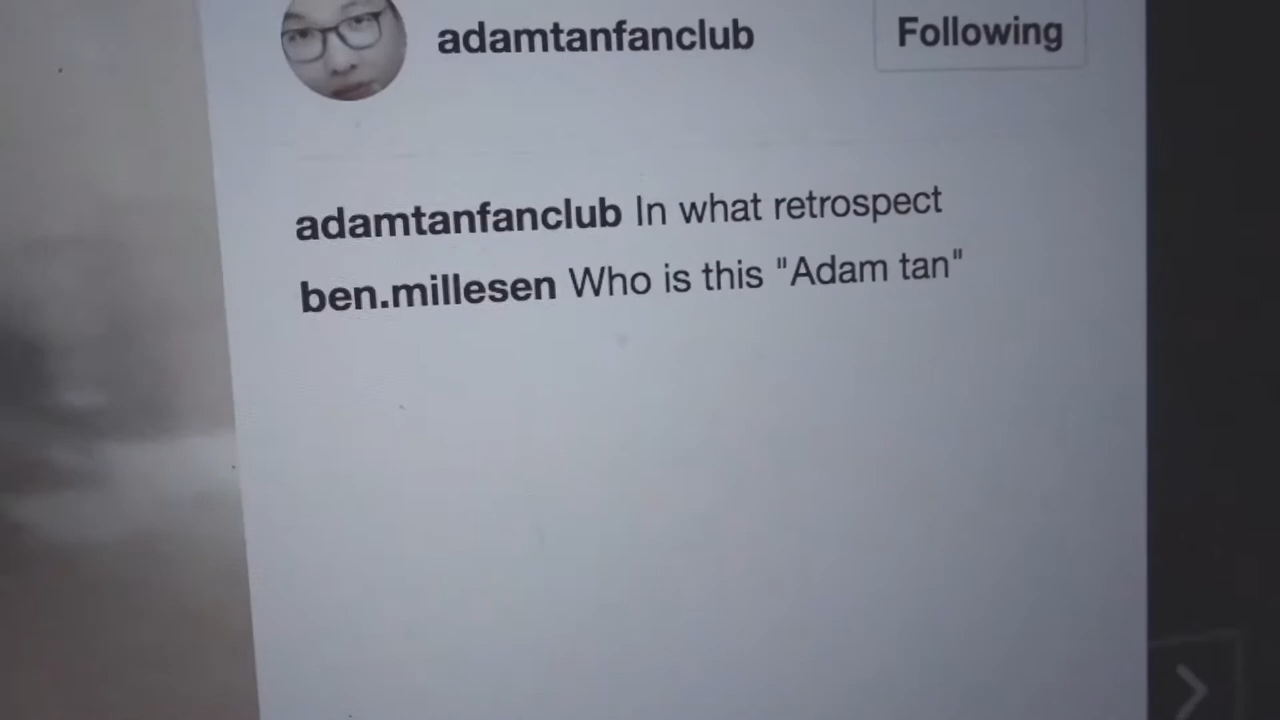 adamtanfanclub Following
adamtanfanclub In what retrospect
ben.millesen Who is this "Adam tan"